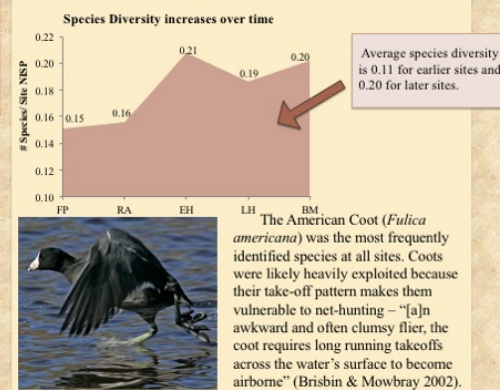 Species Diversity increases over time
0.22
0.20
0.18
0.16
0.14
0.12
0.10
# Species/ Site NISP
0.15
0.16
0.21
0.19
0.20
FP RA EH LH BM
Average species diversity
is 0.11 for earlier sites and
0.20 for later sites.
The American Coot (Fulica
americana) was the most frequently
identified species at all sites. Coots
were likely heavily exploited because
their take-off pattern makes them
vulnerable to net-hunting – “[a]n
awkward and often clumsy flier, the
coot requires long running takeoffs
across the water’s surface to become
airborne” (Brisbin & Mowbray 2002).